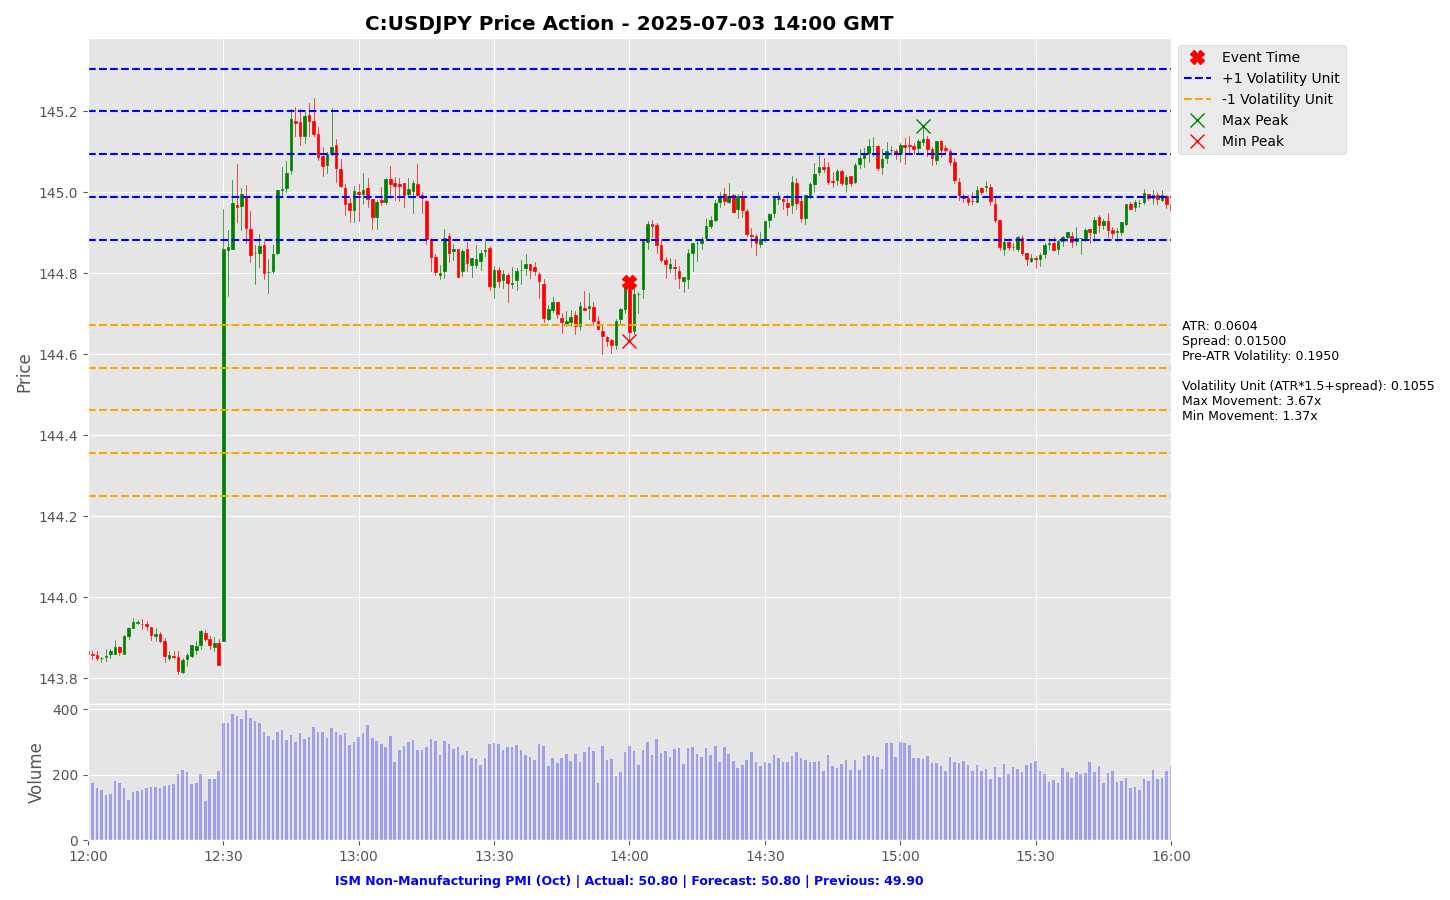 C:USDJPY Price Action - 2025-07-03 14:00 GMT
Event Time
+1 Volatility Unit
-1 Volatility Unit
Max Peak
Min Peak
145.2
145.0
144.8
144.6
144.4
144.2
144.0
143.8
Price
ATR: 0.0604
Spread: 0.01500
Pre-ATR Volatility: 0.1950
Volatility Unit (ATR*1.5+spread): 0.1055
Max Movement: 3.67x
Min Movement: 1.37x
400
200
0
Volume
12:00
12:30
13:00
13:30
14:00
14:30
15:00
15:30
16:00
ISM Non-Manufacturing PMI (Oct) | Actual: 50.80 | Forecast: 50.80 | Previous: 49.90